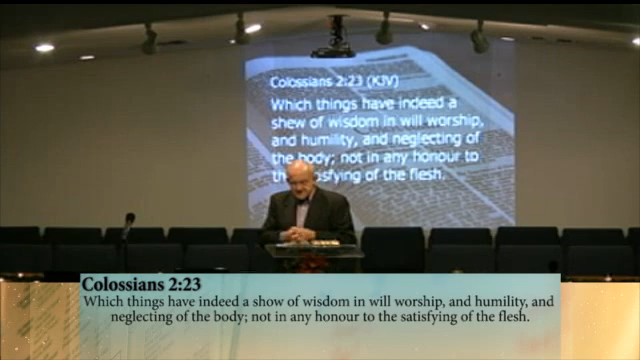 Colossians 2:23 (KJV)
Which things have indeed a
shew of wisdom in will worship,
and humility, and neglecting of
the body; not in any honour to
the satisfying of the flesh.
Colossians 2:23
Which things have indeed a show of wisdom in will worship, and humility, and
neglecting of the body; not in any honour to the satisfying of the flesh.